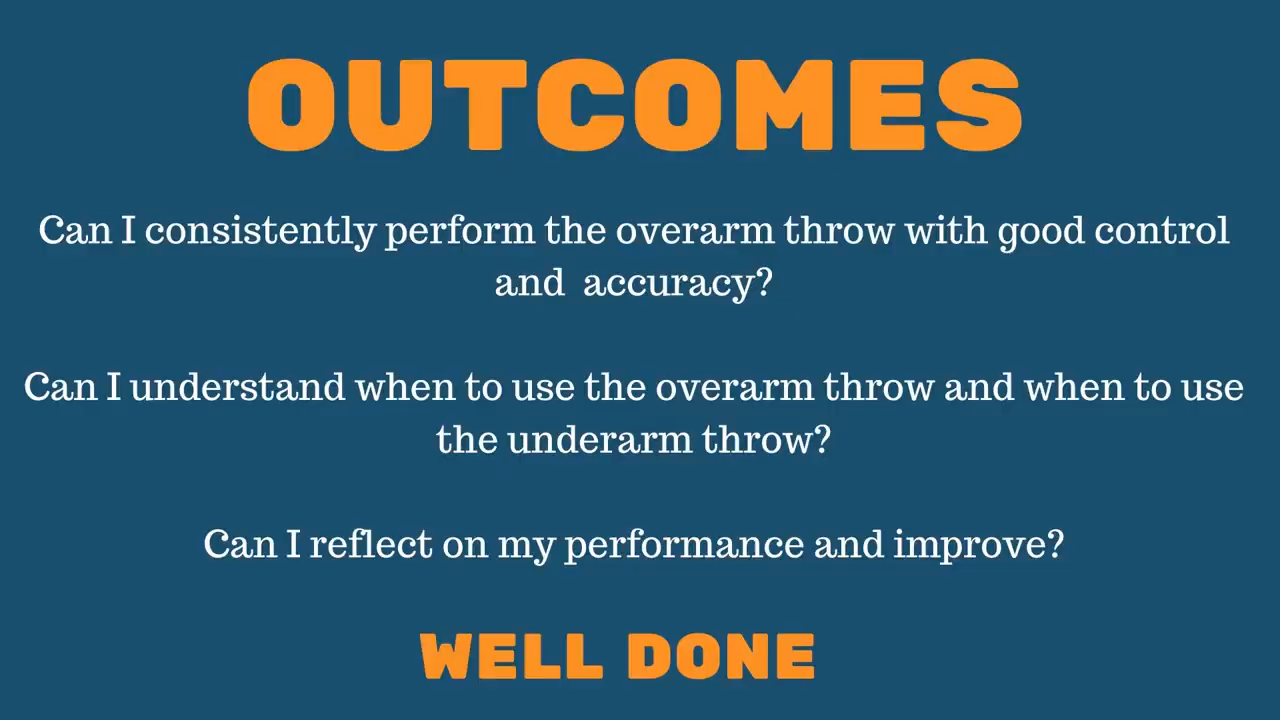 OUTCOMES
Can I consistently perform the overarm throw with good control
and  accuracy?
Can I understand when to use the overarm throw and when to use
the underarm throw?
Can I reflect on my performance and improve?
WELL DONE